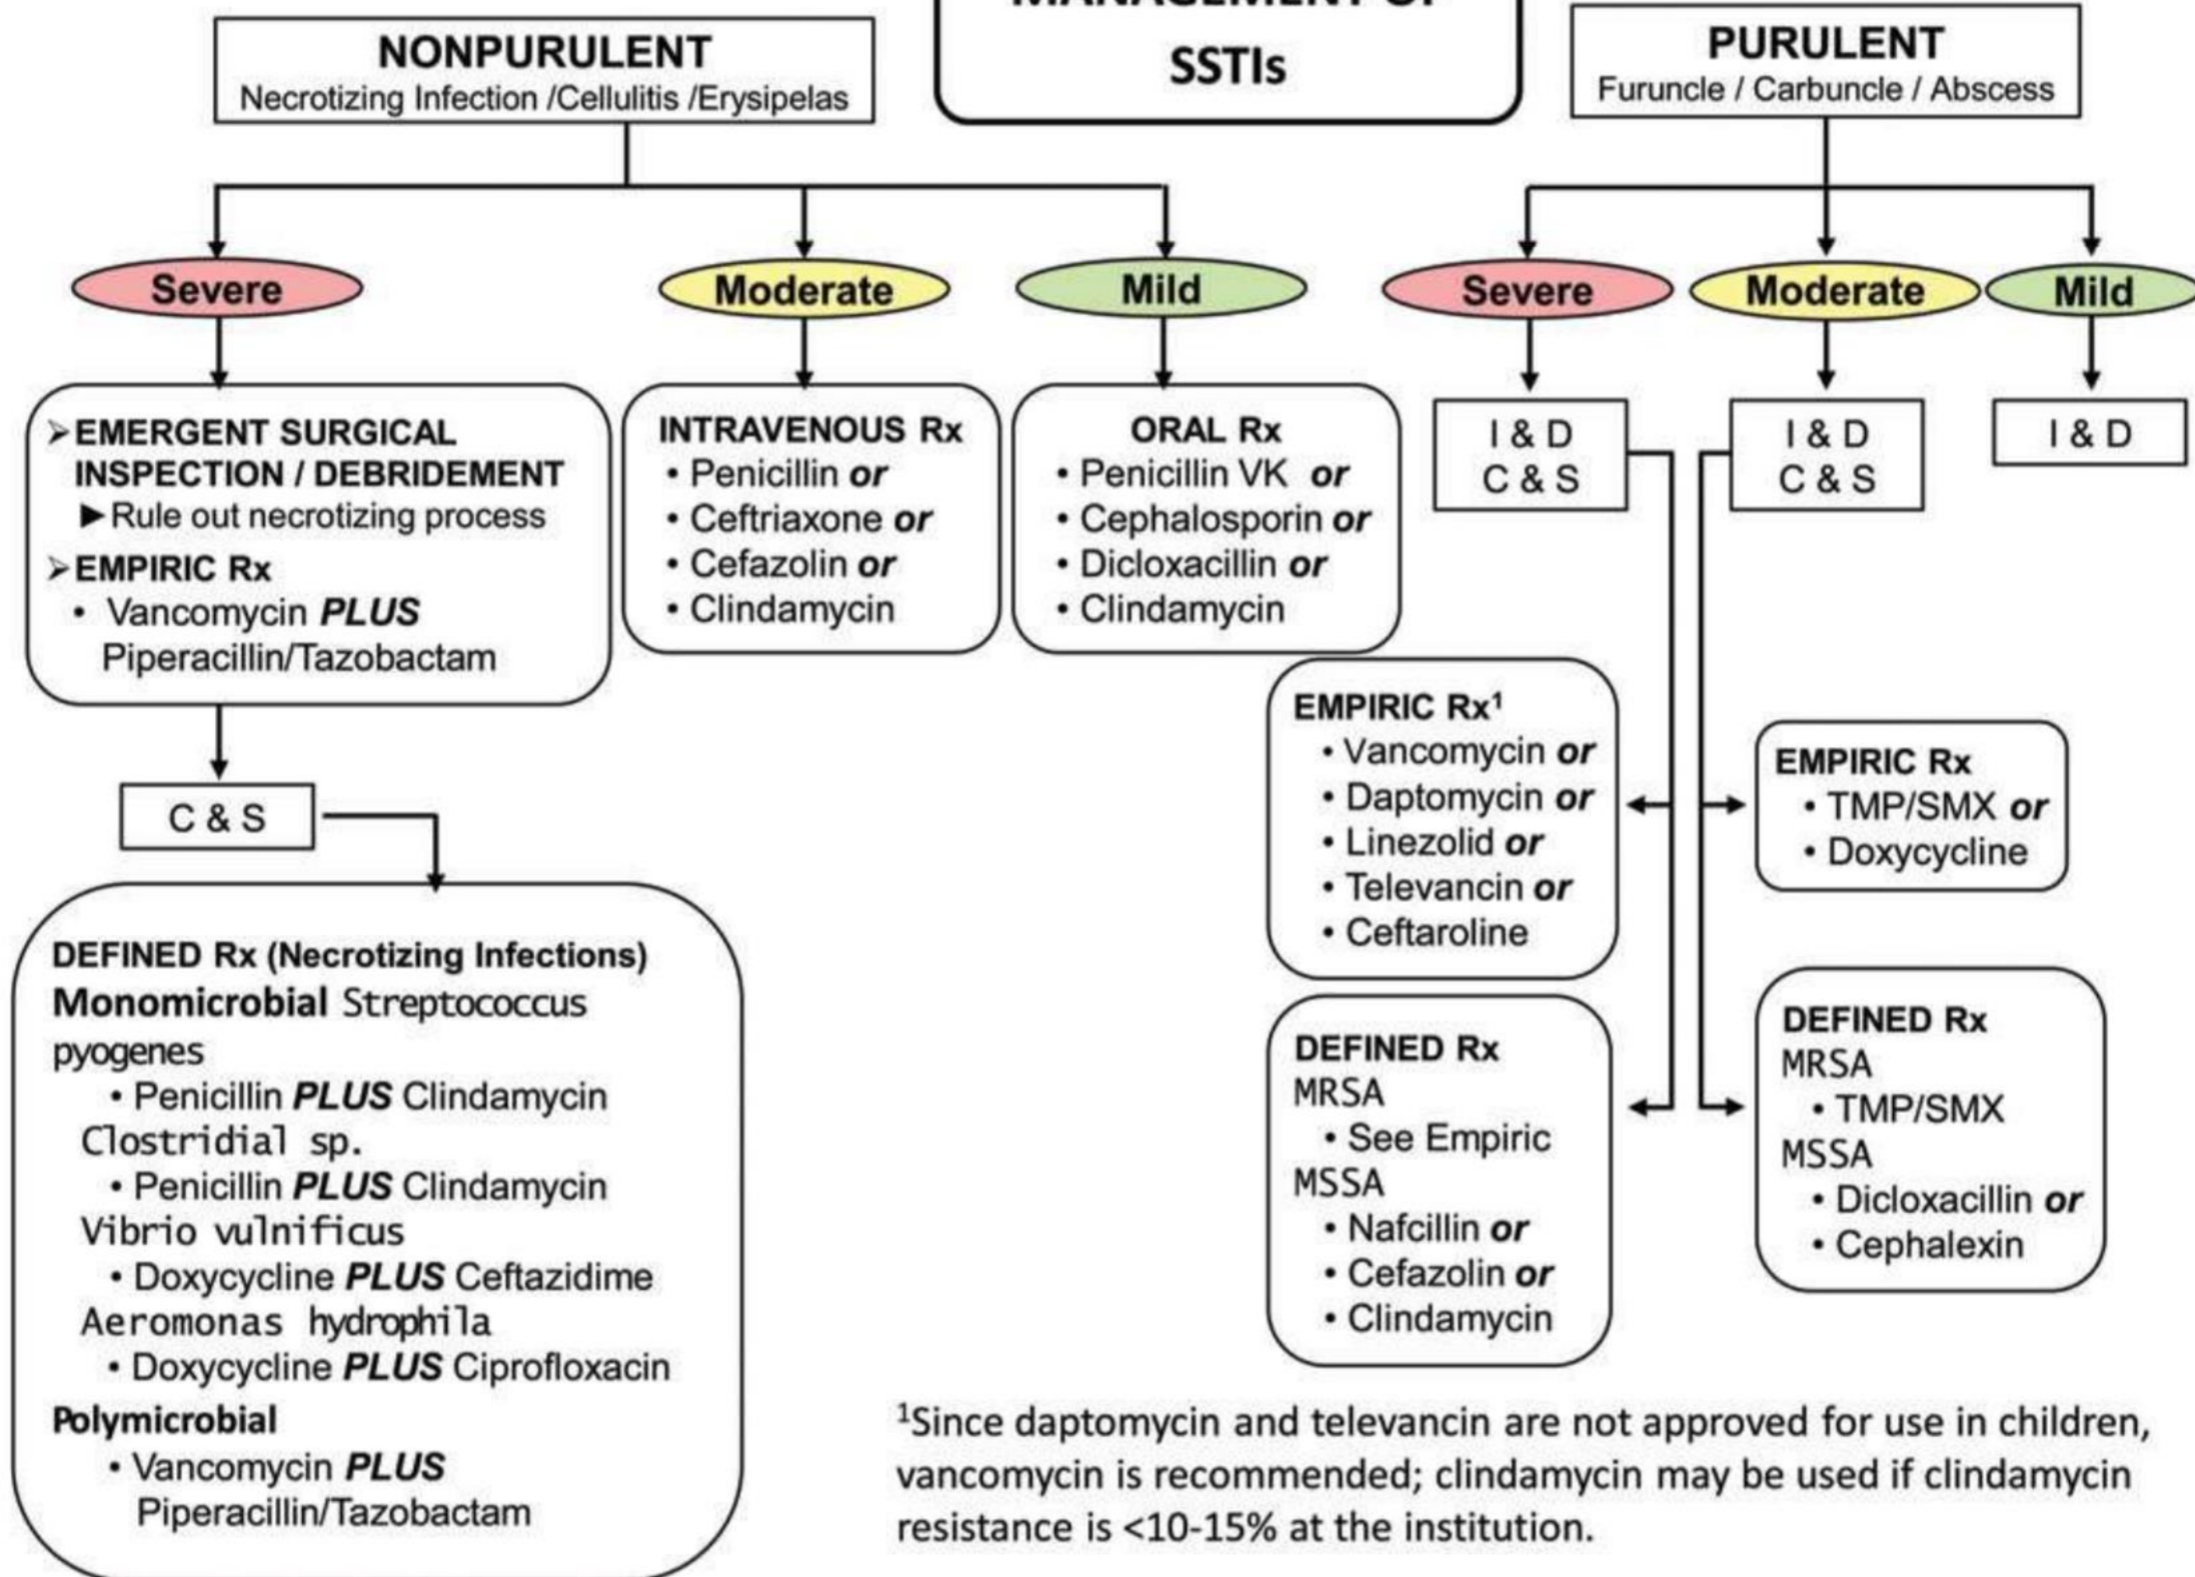 MANAGEMENT OF
SSTIs
NONPURULENT
Necrotizing Infection /Cellulitis /Erysipelas
PURULENT
Furuncle / Carbuncle / Abscess
Severe
Moderate
Mild
Severe
Moderate
Mild
➢EMERGENT SURGICAL
INSPECTION / DEBRIDEMENT
►Rule out necrotizing process
➢EMPIRIC Rx
• Vancomycin PLUS
Piperacillin/Tazobactam
INTRAVENOUS Rx
• Penicillin or
• Ceftriaxone or
• Cefazolin or
• Clindamycin
ORAL Rx
• Penicillin VK or
• Cephalosporin or
• Dicloxacillin or
• Clindamycin
I & D
C & S
I & D
C & S
I & D
C & S
DEFINED Rx (Necrotizing Infections)
Monomicrobial Streptococcus
pyogenes
• Penicillin PLUS Clindamycin
Clostridial sp.
• Penicillin PLUS Clindamycin
Vibrio vulnificus
• Doxycycline PLUS Ceftazidime
Aeromonas hydrophila
• Doxycycline PLUS Ciprofloxacin
Polymicrobial
• Vancomycin PLUS
Piperacillin/Tazobactam
EMPIRIC Rx¹
• Vancomycin or
• Daptomycin or
• Linezolid or
• Televancin or
• Ceftaroline
DEFINED Rx
MRSA
• See Empiric
MSSA
• Nafcillin or
• Cefazolin or
• Clindamycin
EMPIRIC Rx
• TMP/SMX or
• Doxycycline
DEFINED Rx
MRSA
• TMP/SMX
MSSA
• Dicloxacillin or
• Cephalexin
¹Since daptomycin and televancin are not approved for use in children,
vancomycin is recommended; clindamycin may be used if clindamycin
resistance is <10-15% at the institution.